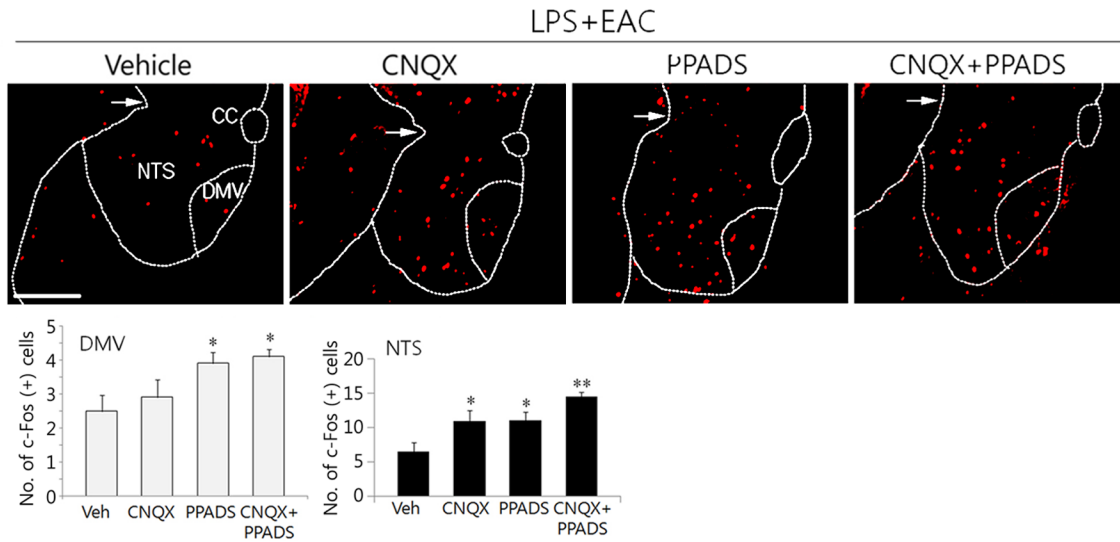 LPS+EAC
Vehicle CNQX PPADS CNQX+PPADS
CC
NTS
DMV
DMV
No. of c-Fos (+) cells
5
4
3
2
1
0
* *
Veh CNQX PPADS CNQX+
PPADS
NTS
No. of c-Fos (+) cells
20
15
10
5
0
* * **
Veh CNQX PPADS CNQX+
PPADS